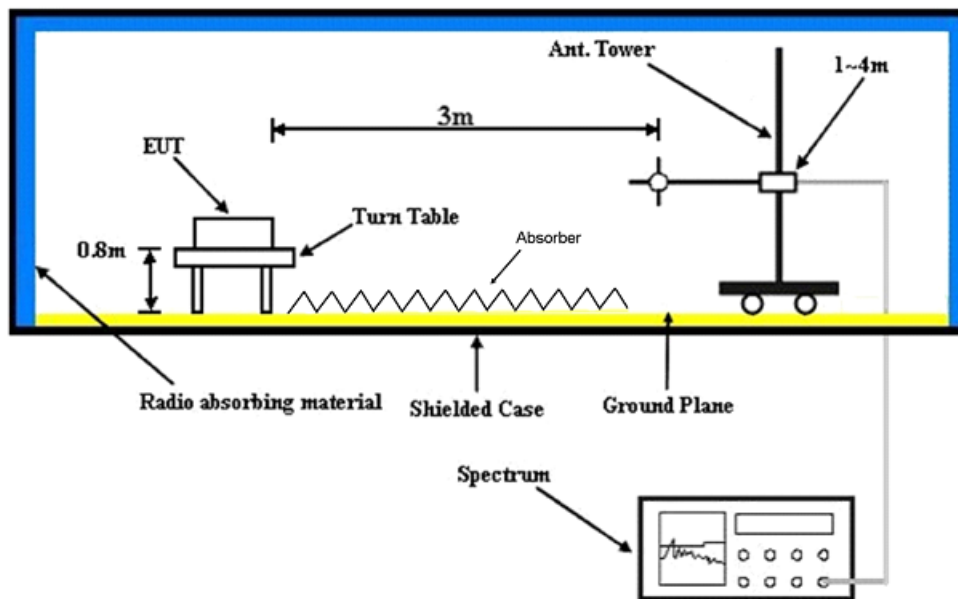 Ant. Tower
1~4m
3m
EUT
Turn Table
0.8m
Absorber
Radio absorbing material
Shielded Case
Ground Plane
Spectrum